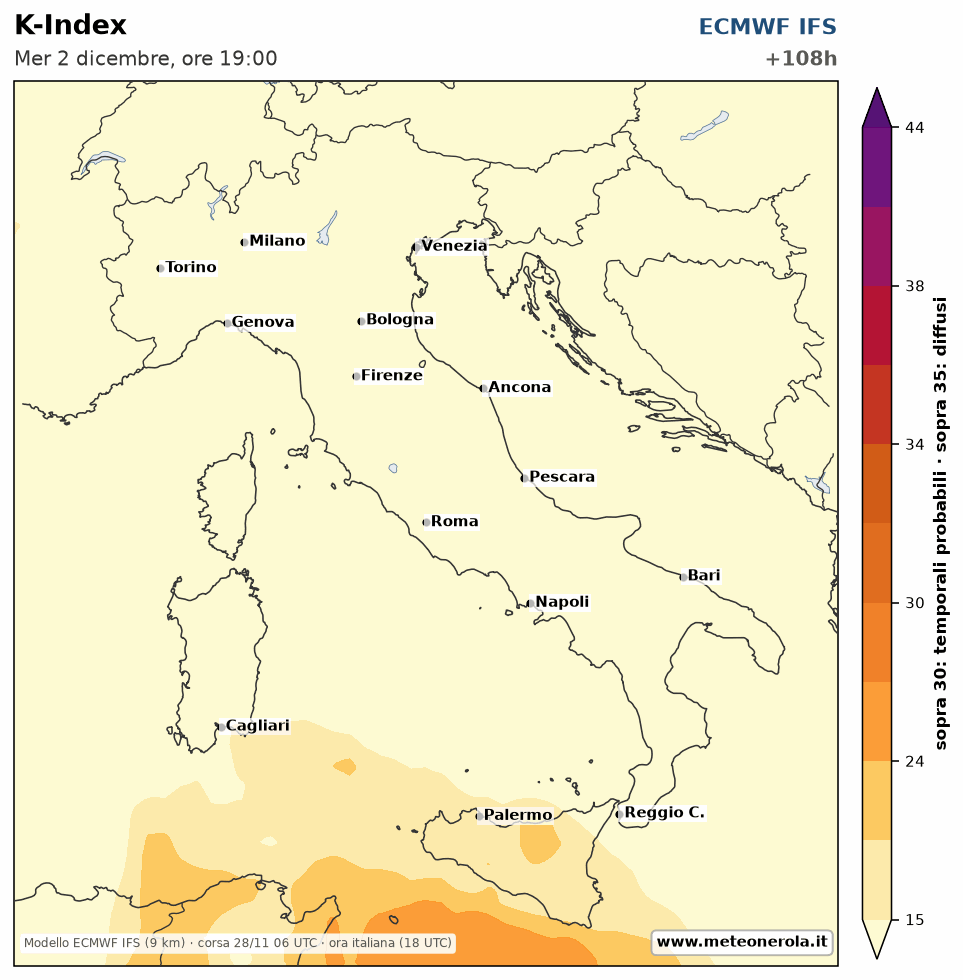 K-Index
ECMWF IFS
Mer 2 dicembre, ore 19:00
+108h
44
Milano
Venezia
Torino
38
Genova
Bologna
Firenze
Ancona
34
Pescara
Roma
Bari
30
Napoli
Cagliari
24
Palermo
Reggio C.
15
sopra 30: temporali probabili · sopra 35: diffusi
Modello ECMWF IFS (9 km) · corsa 28/11 06 UTC · ora italiana (18 UTC)
www.meteonerola.it